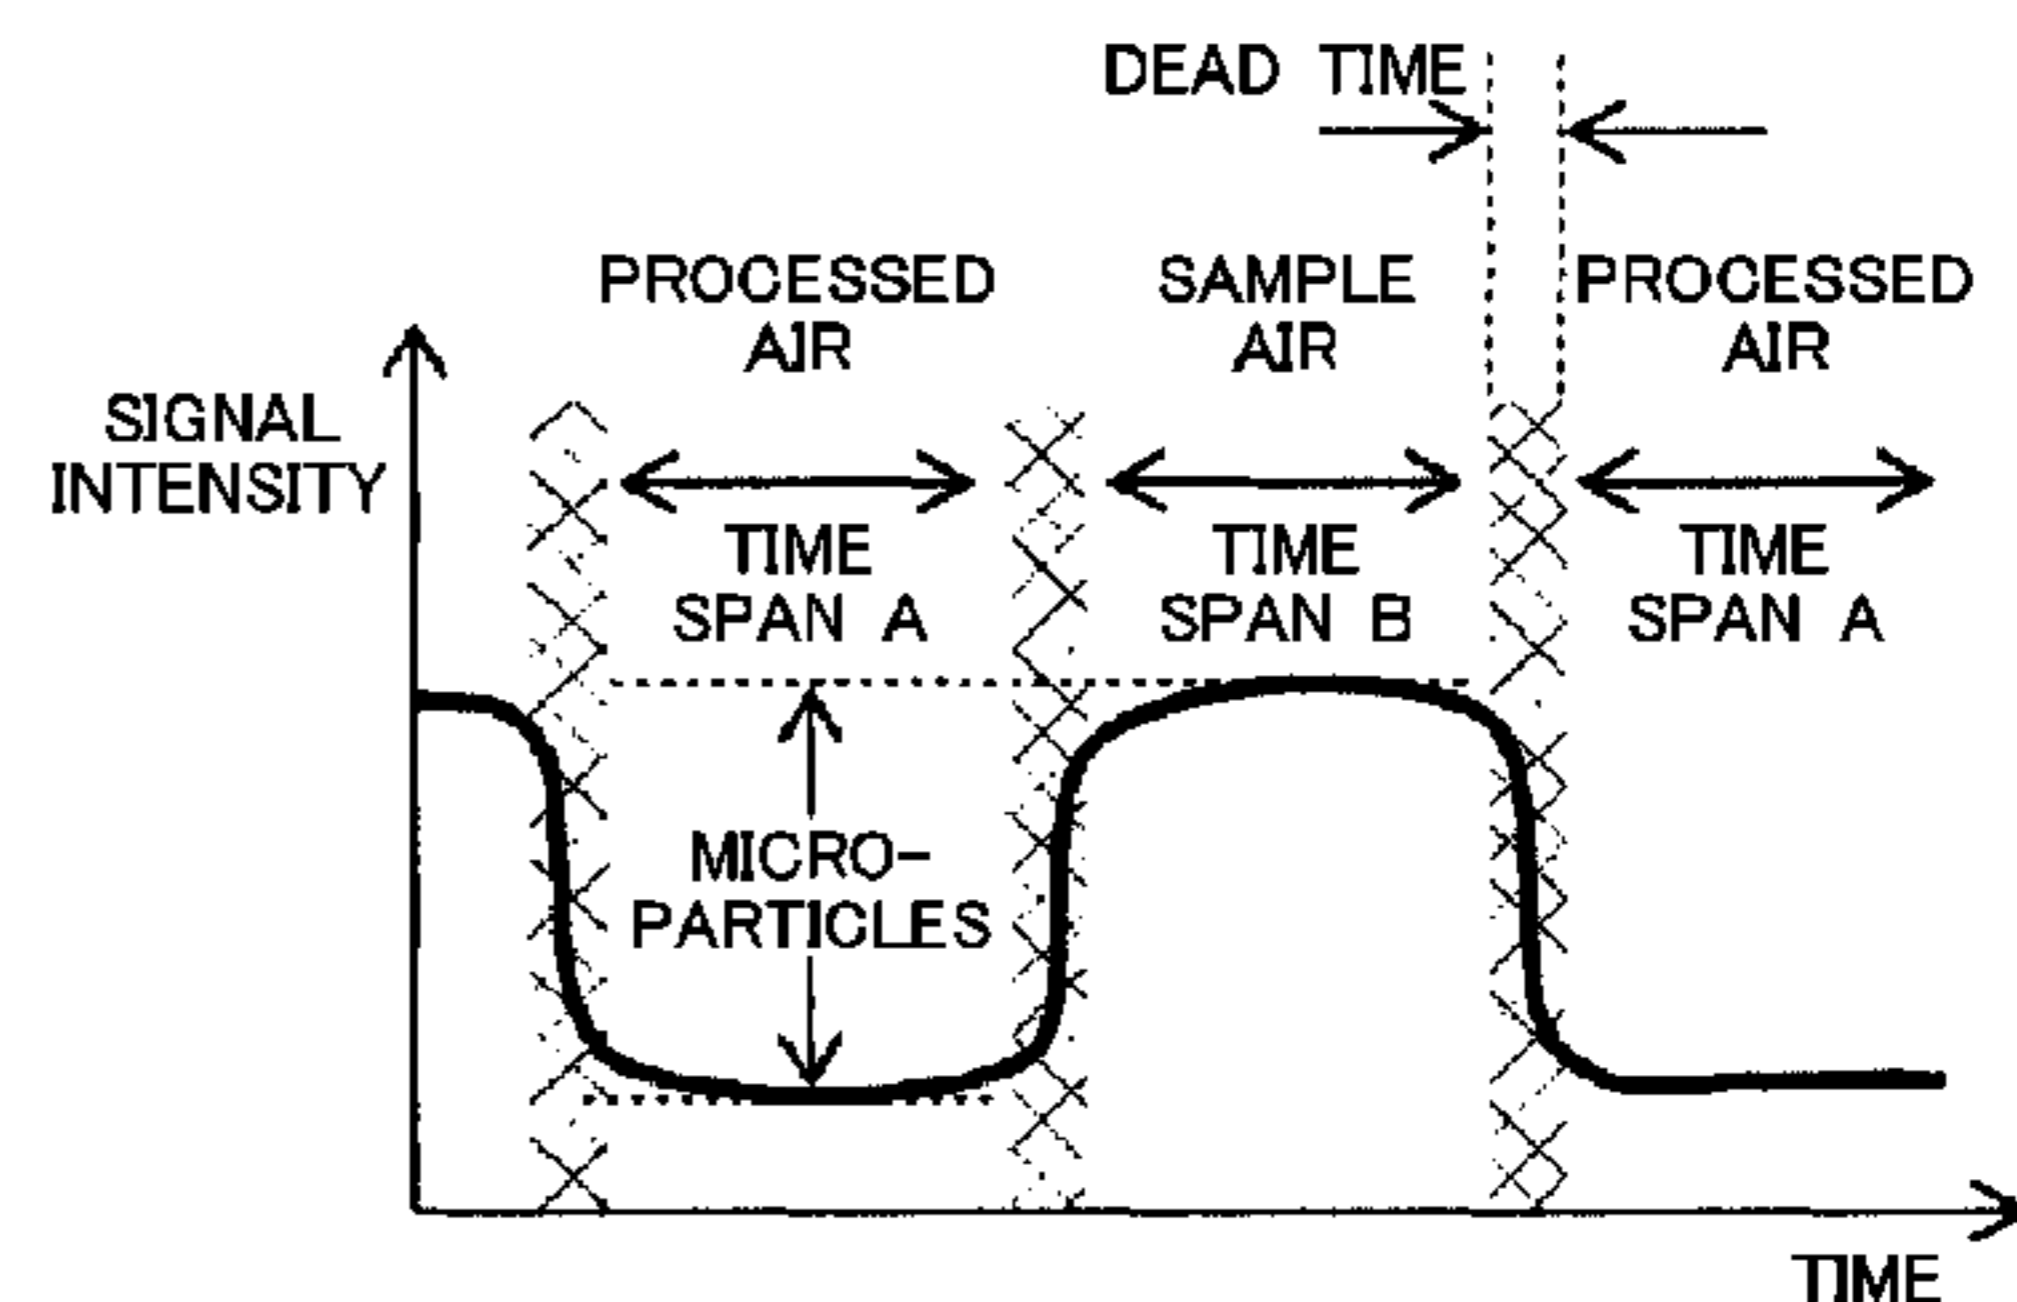 DEAD TIME
PROCESSED
AIR
SAMPLE
AIR
PROCESSED
AIR
SIGNAL
INTENSITY
TIME
SPAN A
TIME
SPAN B
TIME
SPAN A
MICRO-
PARTICLES
TIME